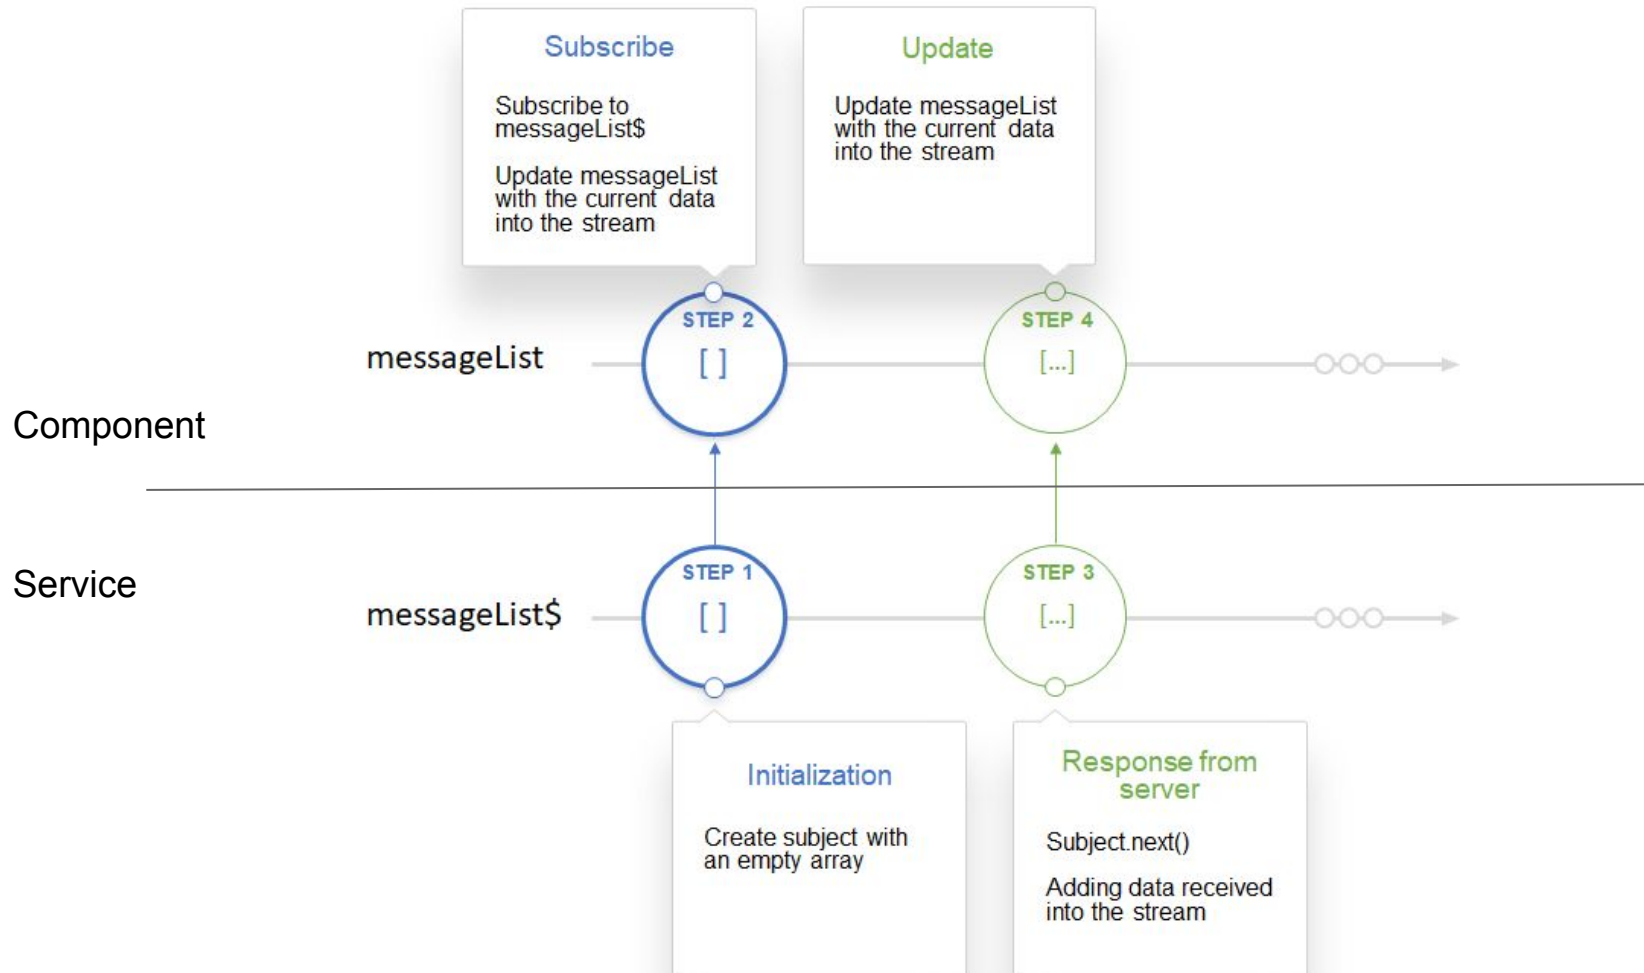 Subscribe
Subscribe to
messageList$
Update messageList
with the current data
into the stream
Update
Update messageList
with the current data
into the stream
STEP 2
[ ]
STEP 4
[...]
messageList
Component
Service
STEP 1
[ ]
STEP 3
[...]
messageList$
Initialization
Create subject with
an empty array
Response from
server
Subject.next()
Adding data received
into the stream